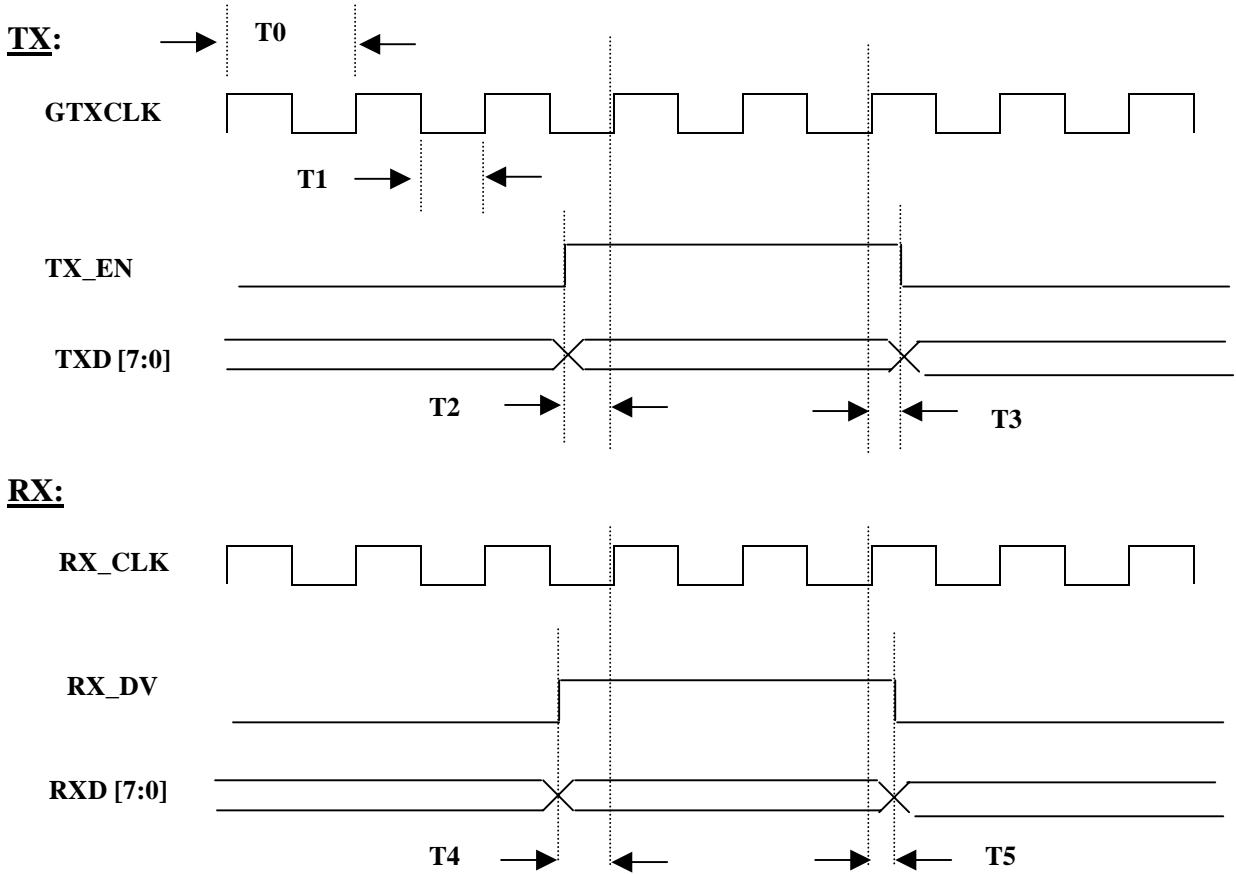 TX:
T0
GTXCLK
T1
TX_EN
TXD [7:0]
T2
T3
RX:
RX_CLK
RX_DV
RXD [7:0]
T4
T5